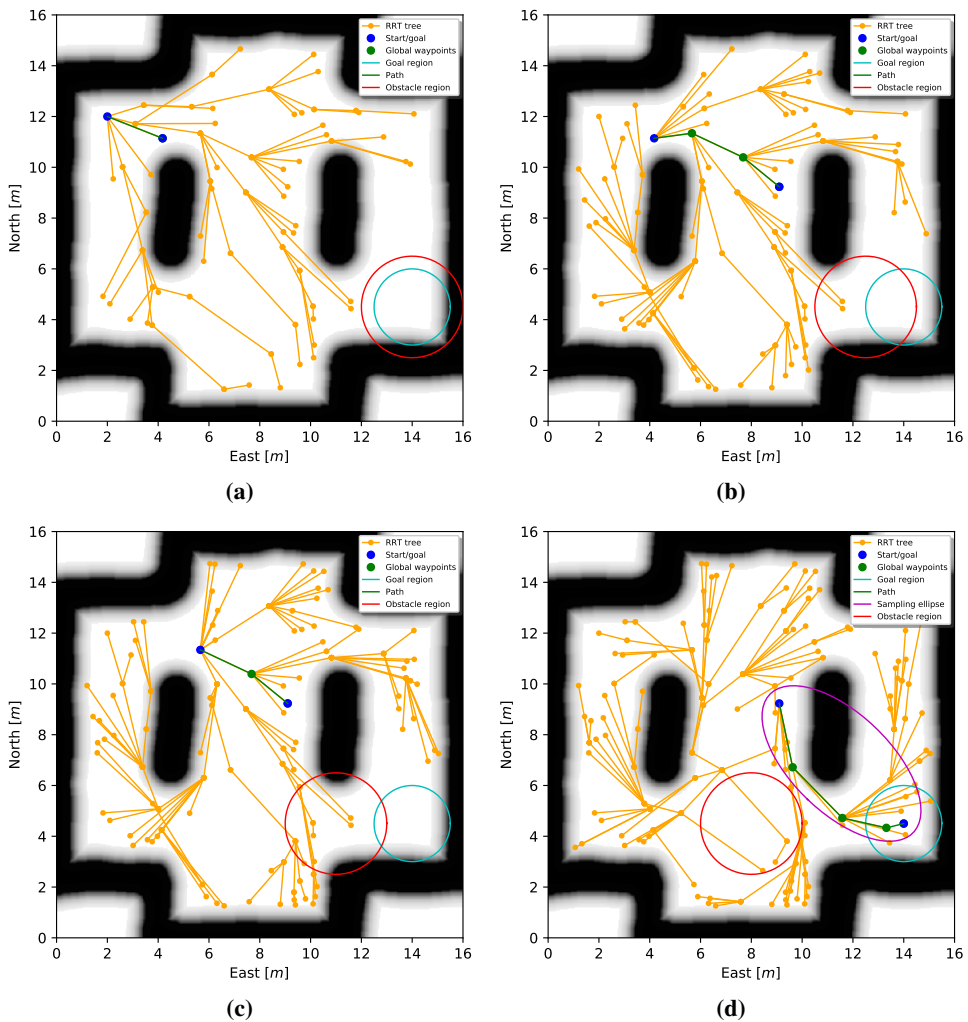 16
14
12
10
8
6
4
2
0
North [m]
0 2 4 6 8 10 12 14 16
East [m]
RRT tree
Start/goal
Global waypoints
Goal region
Path
Obstacle region
(a)
16
14
12
10
8
6
4
2
0
North [m]
0 2 4 6 8 10 12 14 16
East [m]
RRT tree
Start/goal
Global waypoints
Goal region
Path
Obstacle region
(b)
16
14
12
10
8
6
4
2
0
North [m]
0 2 4 6 8 10 12 14 16
East [m]
RRT tree
Start/goal
Global waypoints
Goal region
Path
Obstacle region
(c)
16
14
12
10
8
6
4
2
0
North [m]
0 2 4 6 8 10 12 14 16
East [m]
RRT tree
Start/goal
Global waypoints
Goal region
Path
Sampling ellipse
Obstacle region
(d)